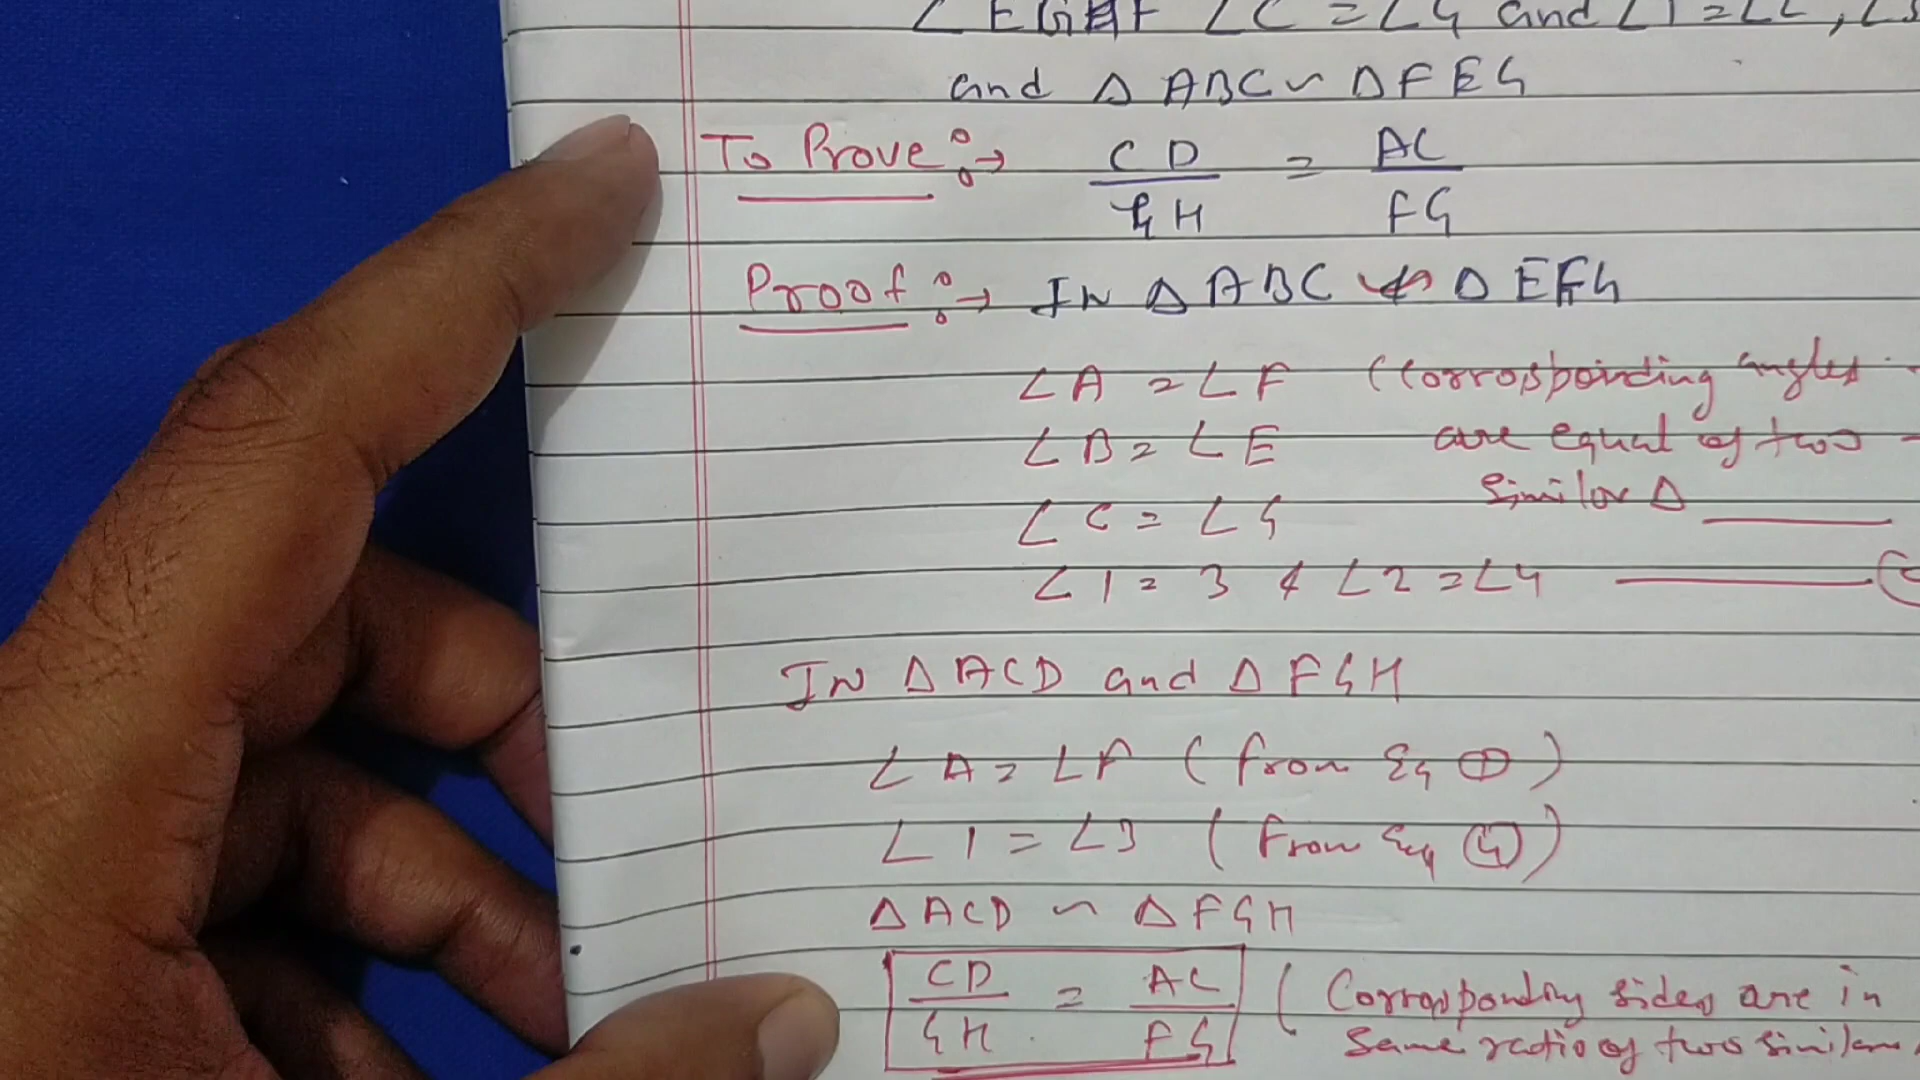 and Δ ABC ~ Δ FEG
To Prove :→ CD/GH = AC/FG
Proof :→ IN Δ ABC Δ EFG
∠A = ∠F (Corrosponding angles
∠B = ∠E are equal of two
∠C = ∠G Similar Δ
∠1 = 3 & ∠2 = ∠4
IN Δ ACD and Δ FGH
∠A = ∠F (from Eq ①)
∠1 = ∠3 (From Eq ④)
Δ ACD ~ Δ FGH
CD/GH = AC/FG (Corrosponding sides are in
Same ratio of two similar